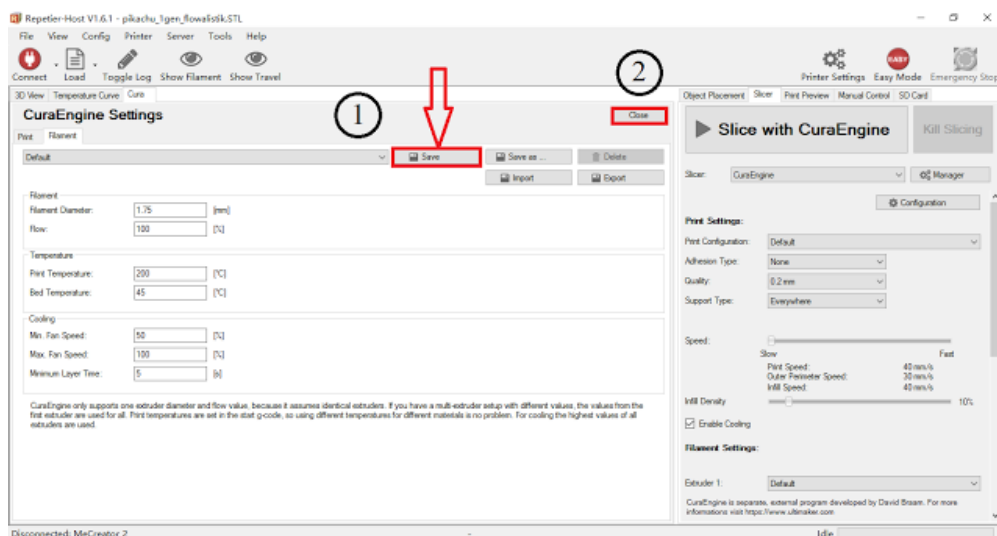 Repetier-Host V1.6.1 - pikachu_1gen_flowalistik.STL
File View Config Printer Server Tools Help
Connect Load Toggle Log Show Filament Show Travel
Printer Settings Easy Mode Emergency Stop
EASY
3D View Temperature Curve Cura
Object Placement Slicer Print Preview Manual Control SD Card
CuraEngine Settings
1
2
Close
Print Filament
Default
Save
Save as ...
Delete
Import
Export
Filament
Filament Diameter: 1.75 [mm]
Flow: 100 [%]
Temperature
Print Temperature: 200 [°C]
Bed Temperature: 45 [°C]
Cooling
Min. Fan Speed: 50 [%]
Max. Fan Speed: 100 [%]
Minimum Layer Time: 5 [s]
CuraEngine only supports one extruder diameter and flow value, because it assumes identical extruders. If you have a multi-extruder setup with different values, the values from the
first extruder are used for all. Print temperatures are set in the start g-code, so using different temperatures for different materials is no problem. For cooling the highest values of all
extruders are used.
Slice with CuraEngine
Kill Slicing
Slicer: CuraEngine
Manager
Configuration
Print Settings:
Print Configuration: Default
Adhesion Type: None
Quality: 0.2 mm
Support Type: Everywhere
Speed:
Slow Fast
Print Speed: 40 mm/s
Outer Perimeter Speed: 30 mm/s
Infill Speed: 40 mm/s
Infill Density 10%
Enable Cooling
Filament Settings:
Extruder 1: Default
CuraEngine is separate, external program developed by David Braam. For more
informations visit https://www.ultimaker.com
Disconnected: MeCreator 2
-
Idle